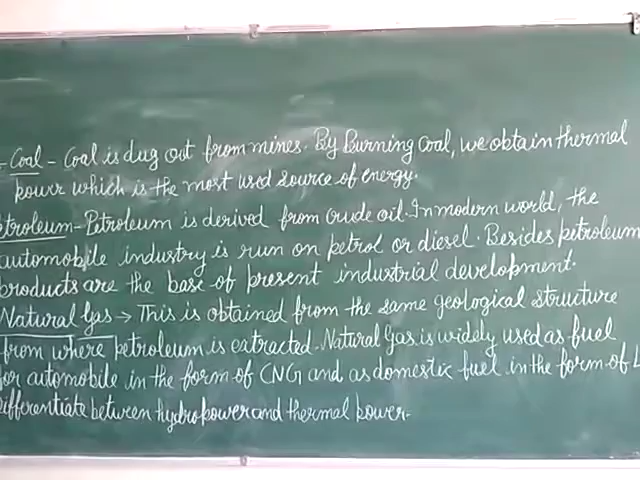 - Coal - Coal is dug out from mines. By Burning Coal, we obtain thermal
power which is the most used source of energy.
etroleum - Petroleum is derived from Crude oil. In modern world, the
automobile industry is run on petrol or diesel. Besides petroleum
products are the base of present industrial development.
Natural Gas → This is obtained from the same geological structure
from where petroleum is extracted. Natural Gas is widely used as fuel
for automobile in the form of CNG and as domestic fuel in the form of L
differentiate between hydropower and thermal power.